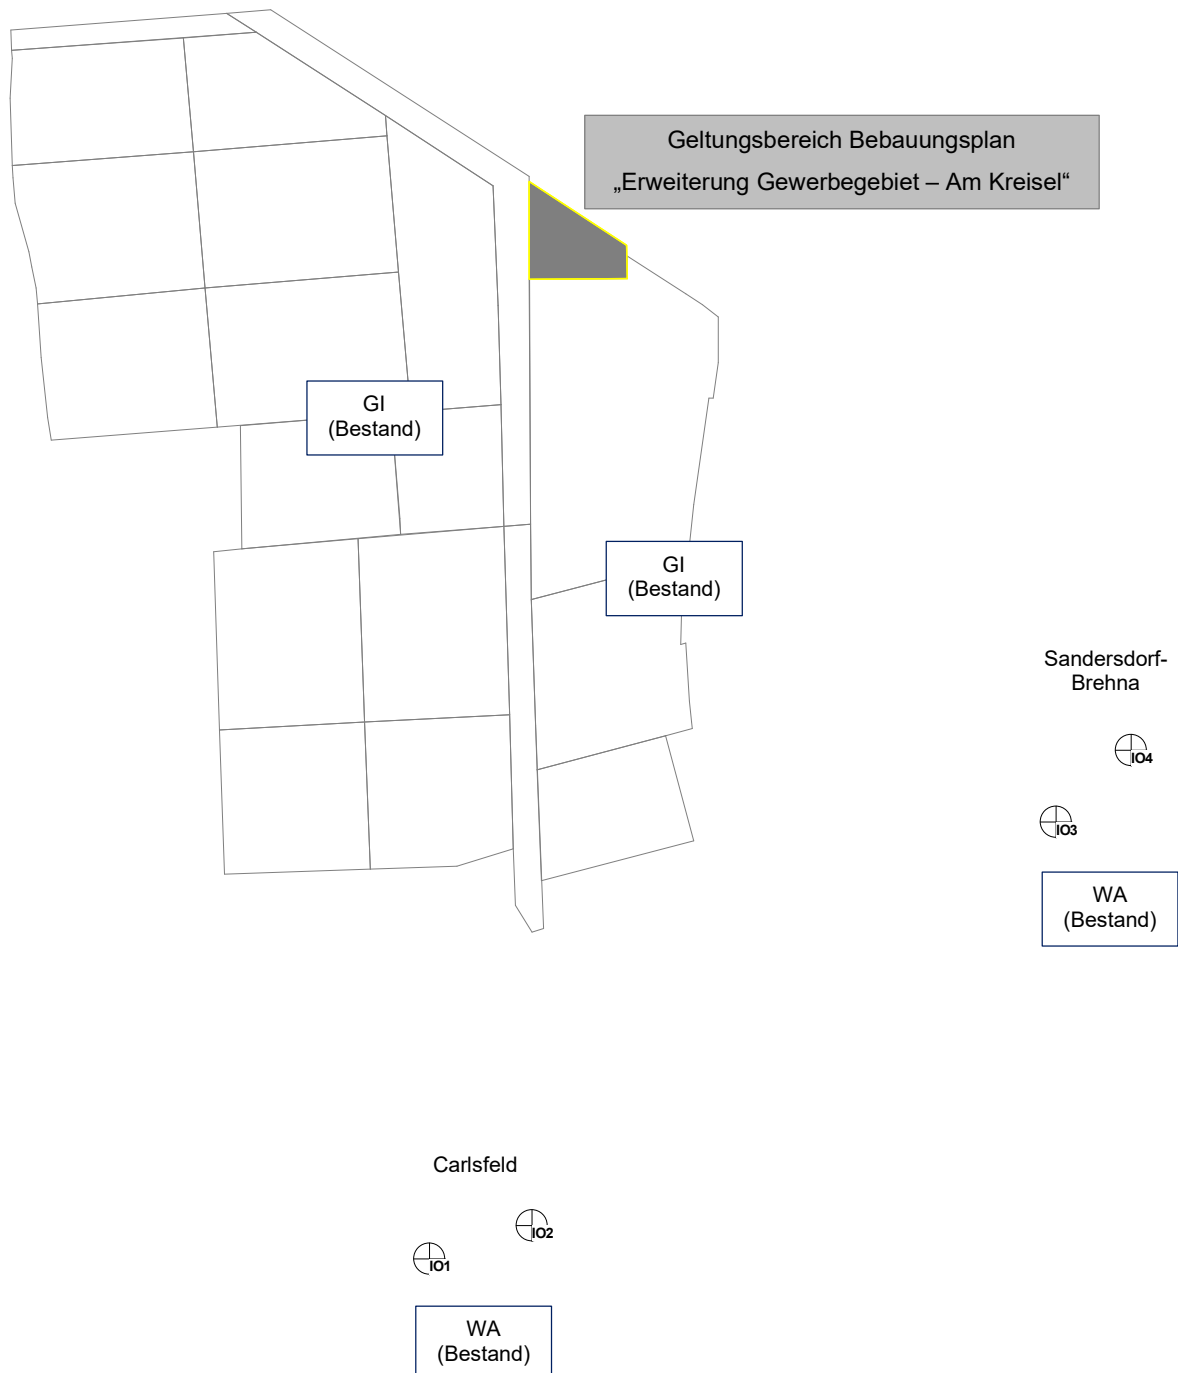 Geltungsbereich Bebauungsplan
„Erweiterung Gewerbegebiet – Am Kreisel“
GI
(Bestand)
GI
(Bestand)
Sandersdorf-
Brehna
IO4
IO3
WA
(Bestand)
Carlsfeld
IO2
IO1
WA
(Bestand)